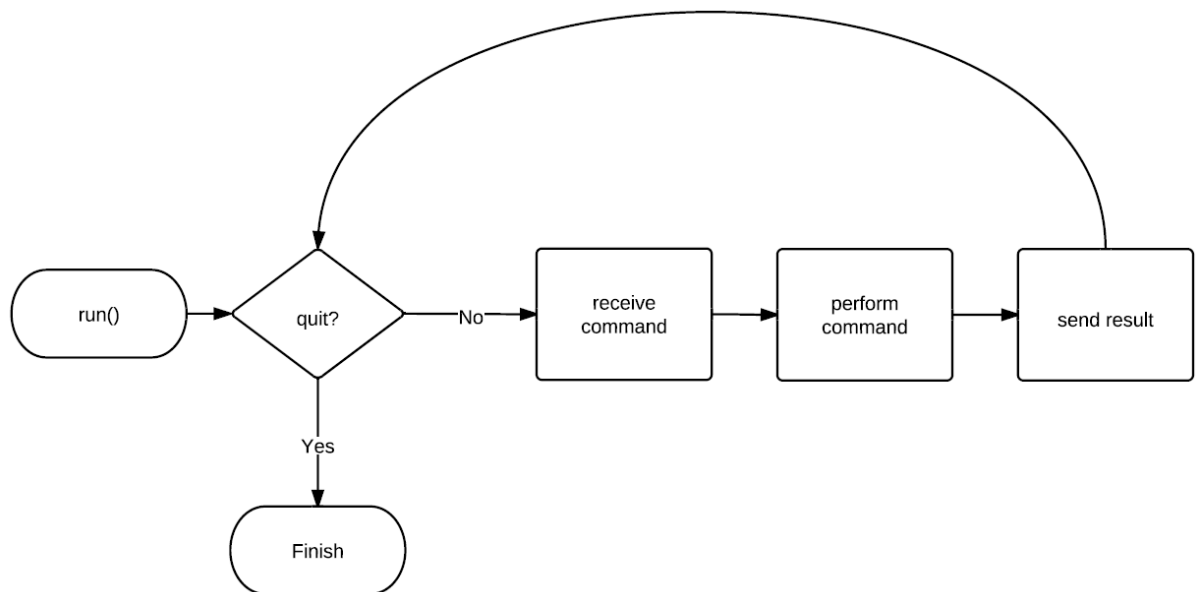 run()
quit?
No
receive
command
perform
command
send result
Yes
Finish